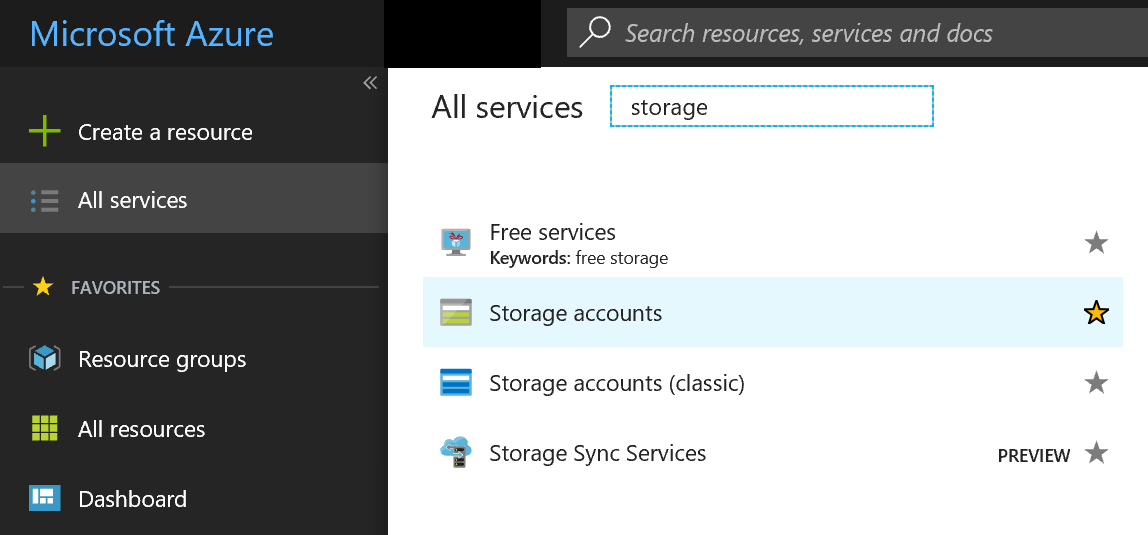 Microsoft Azure
Search resources, services and docs
Create a resource
All services
FAVORITES
Resource groups
All resources
Dashboard
All services
storage
Free services
Keywords: free storage
Storage accounts
Storage accounts (classic)
Storage Sync Services PREVIEW